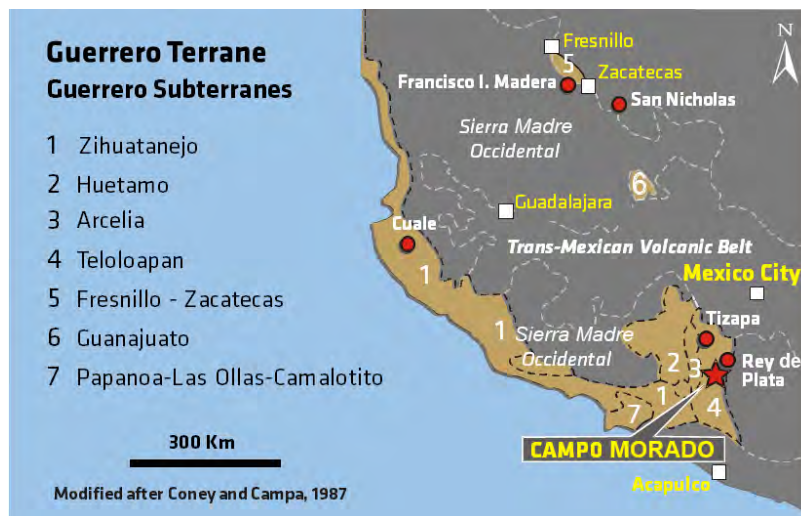 Guerrero Terrane
Guerrero Subterranes
1 Zihuatanejo
2 Huetamo
3 Arcelia
4 Teloloapan
5 Fresnillo - Zacatecas
6 Guanajuato
7 Papanoa-Las Ollas-Camalotito
300 Km
Modified after Coney and Campa, 1987
N
Fresnillo
5
Francisco I. Madera
Zacatecas
San Nicholas
Sierra Madre
Occidental
6
Guadalajara
Cuale
Trans-Mexican Volcanic Belt
1
Mexico City
Tizapa
1
Sierra Madre
Occidental
2
3
Rey de
Plata
1
7
4
CAMPO MORADO
Acapulco